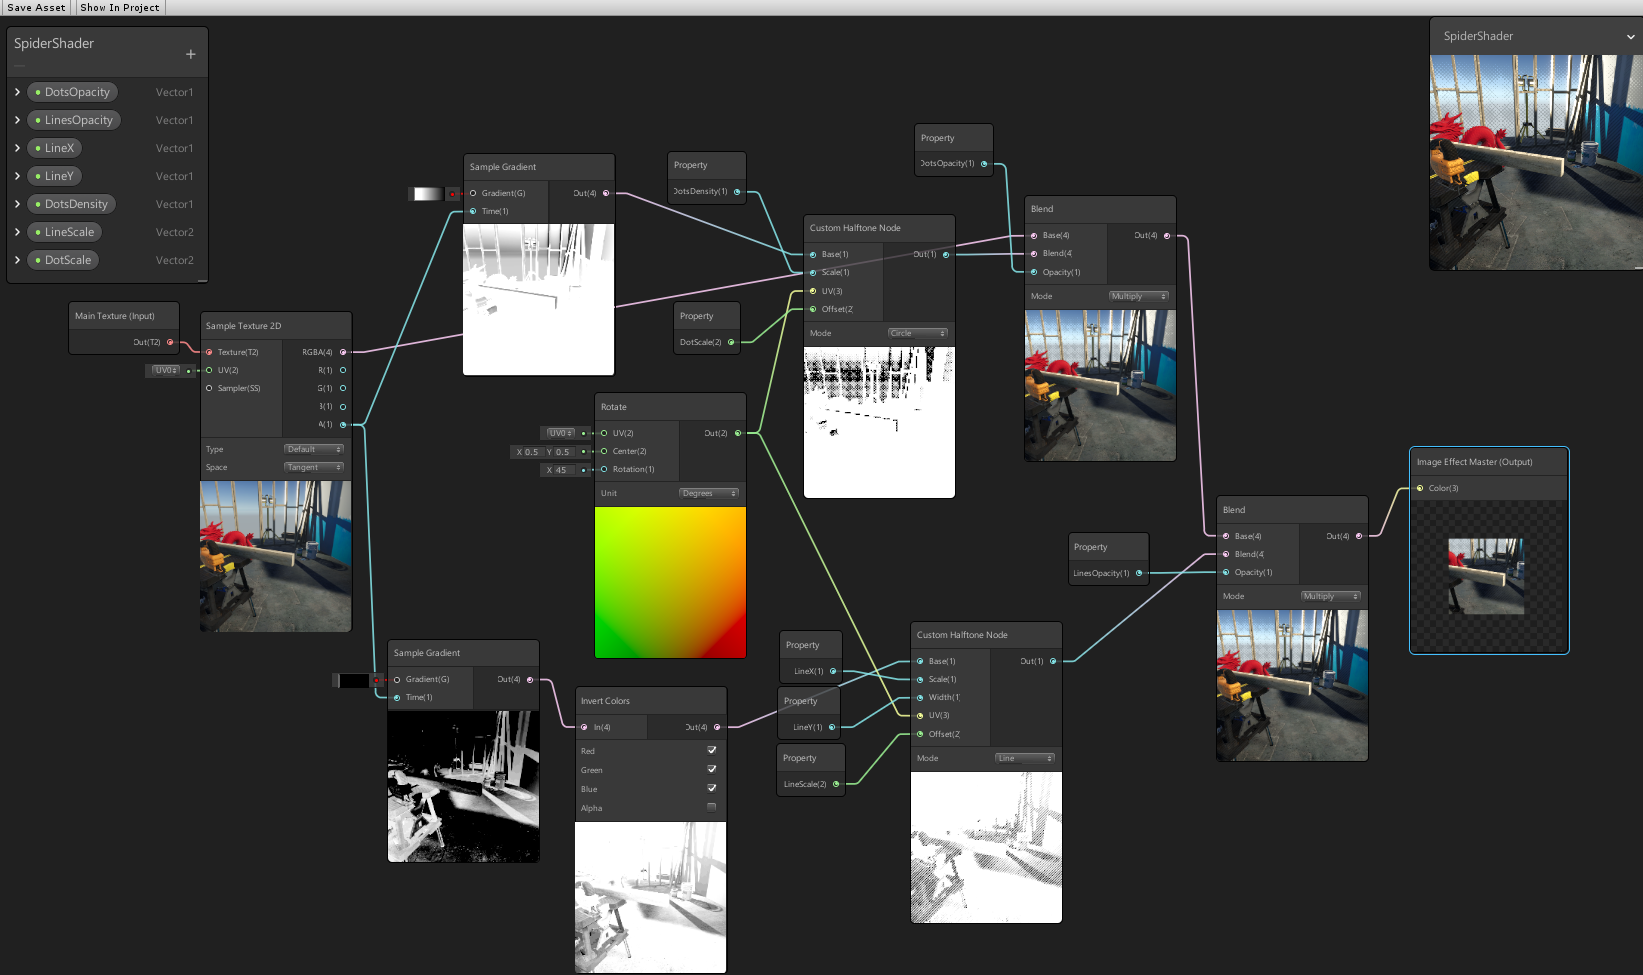 Save Asset
Show In Project
SpiderShader
+
DotsOpacity Vector1
LinesOpacity Vector1
LineX Vector1
LineY Vector1
DotsDensity Vector1
LineScale Vector2
DotScale Vector2
Main Texture (Input)
Out(T2)
Sample Texture 2D
Texture(T2) RGBA(4)
UV0 UV(2) R(1)
Sampler(SS) G(1)
B(1)
A(1)
Type Default
Space Tangent
Sample Gradient
Gradient(G) Out(4)
Time(1)
Property
DotsDensity(1)
Property
DotScale(2)
Rotate
UV0 UV(2) Out(2)
X 0.5 Y 0.5 Center(2)
X 45 Rotation(1)
Unit Degrees
Custom Halftone Node
Base(1) Out(1)
Scale(1)
UV(3)
Offset(2)
Mode Circle
Property
DotsOpacity(1)
Blend
Base(4) Out(4)
Blend(4)
Opacity(1)
Mode Multiply
Sample Gradient
Gradient(G) Out(4)
Time(1)
Invert Colors
In(4) Out(4)
Red
Green
Blue
Alpha
Property
LineX(1)
Property
LineY(1)
Property
LineScale(2)
Custom Halftone Node
Base(1) Out(1)
Scale(1)
Width(1)
UV(3)
Offset(2)
Mode Line
Property
LinesOpacity(1)
Blend
Base(4) Out(4)
Blend(4)
Opacity(1)
Mode Multiply
Image Effect Master (Output)
Color(3)
SpiderShader